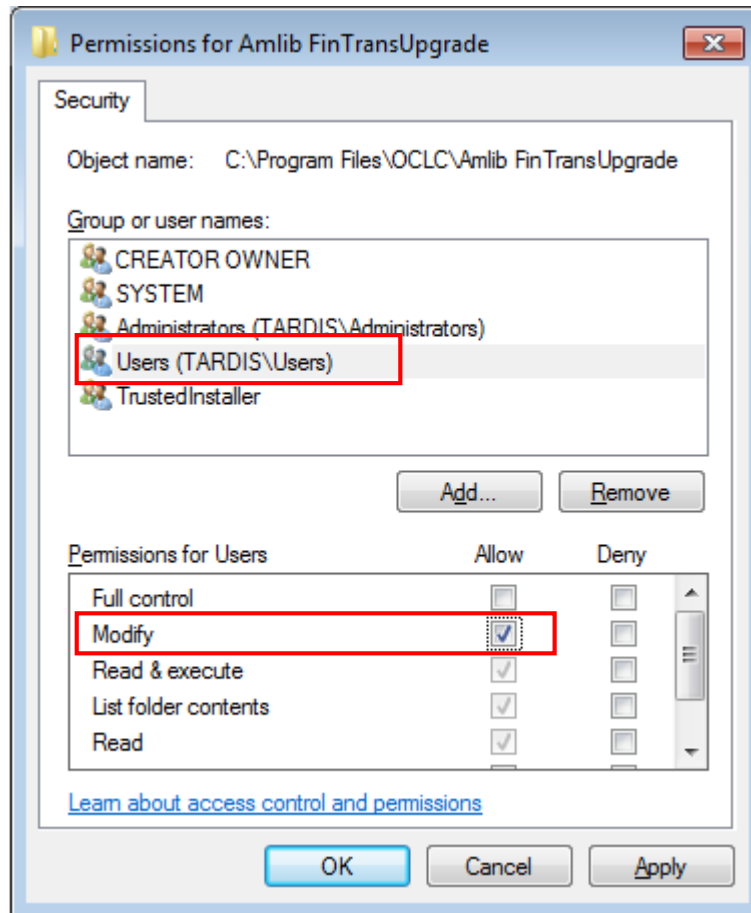 Permissions for Amlib FinTransUpgrade
Security
Object name: C:\Program Files\OCLC\Amlib FinTransUpgrade
Group or user names:
CREATOR OWNER
SYSTEM
Administrators (TARDIS\Administrators)
Users (TARDIS\Users)
TrustedInstaller
Add... Remove
Permissions for Users Allow Deny
Full control
Modify
Read & execute
List folder contents
Read
Learn about access control and permissions
OK Cancel Apply